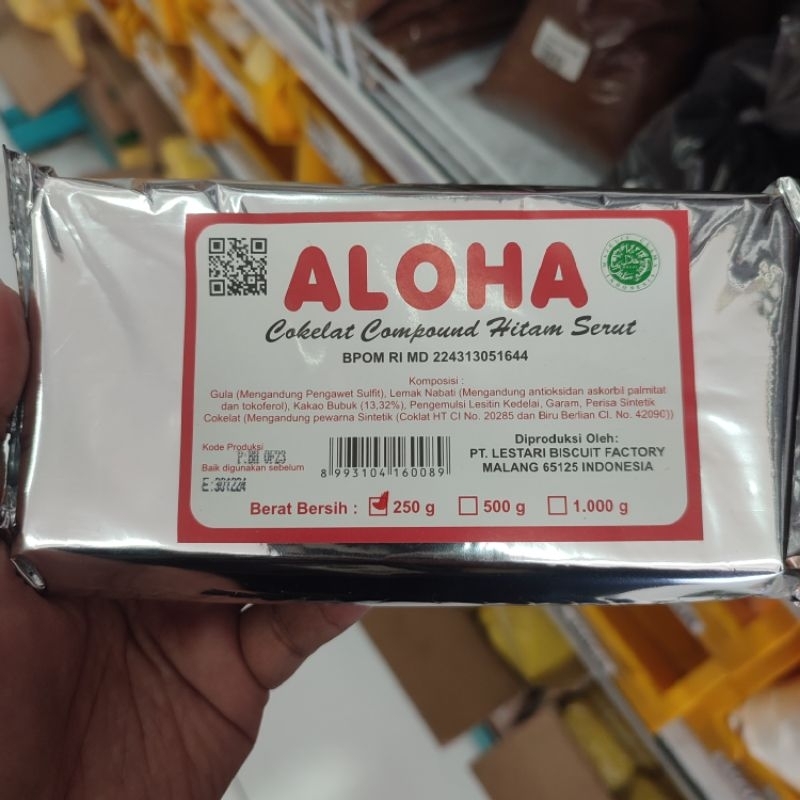 ALOHA
Cokelat Compound Hitam Serut
BPOM RI MD 224313051644
Komposisi :
Gula (Mengandung Pengawet Sulfit), Lemak Nabati (Mengandung antioksidan askorbil palmitat
dan tokoferol), Kakao Bubuk (13,32%), Pengemulsi Lesitin Kedelai, Garam, Perisa Sintetik
Cokelat (Mengandung pewarna Sintetik (Coklat HT CI No. 20285 dan Biru Berlian CI. No. 42090))
Kode Produksi
P:BH 0F23
Baik digunakan sebelum
E:301224
8 993104 160089
Diproduksi Oleh:
PT. LESTARI BISCUIT FACTORY
MALANG 65125 INDONESIA
Berat Bersih : 250 g 500 g 1.000 g